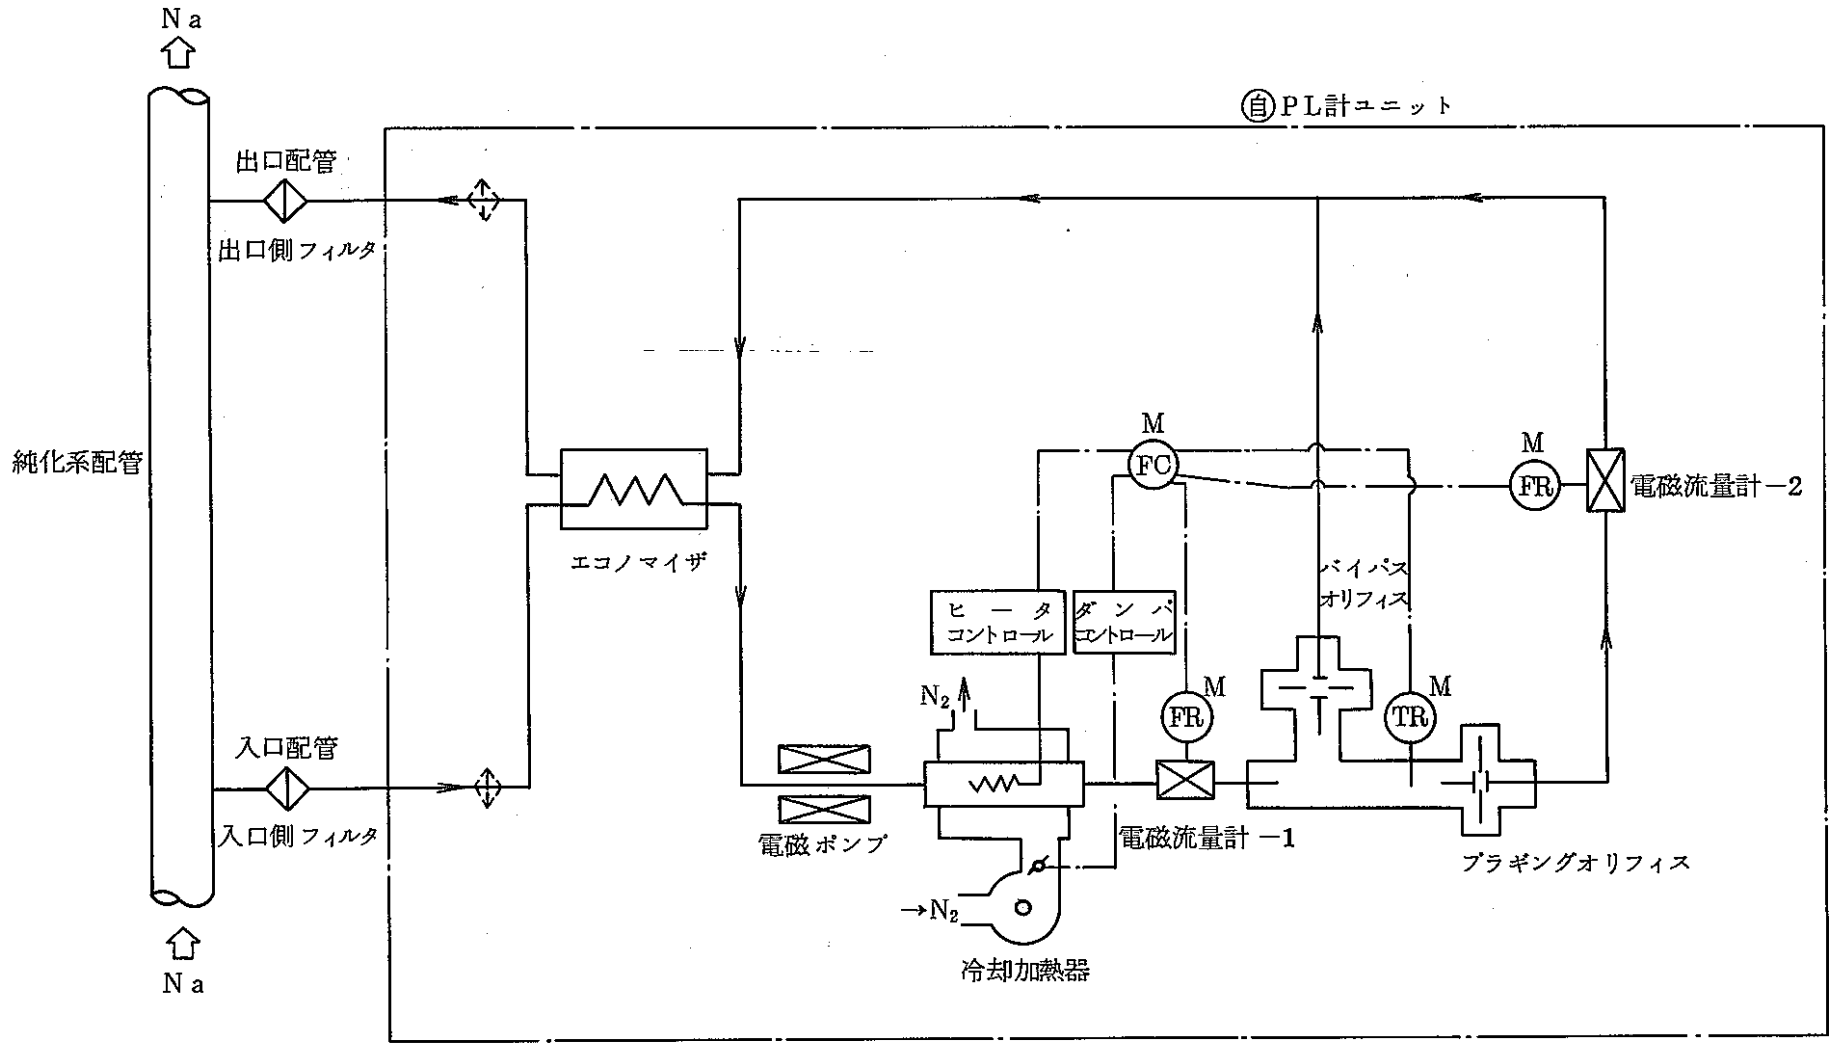 Na
自PL計ユニット
出口配管
出口側フィルタ
M
FC
M
FR
電磁流量計-2
純化系配管
エコノマイザ
バイパス
オリフィス
ヒータ
コントロール
ダンパ
コントロール
M
FR
M
TR
N₂
入口配管
入口側フィルタ
電磁ポンプ
電磁流量計-1
プラギングオリフィス
→N₂
冷却加熱器
Na